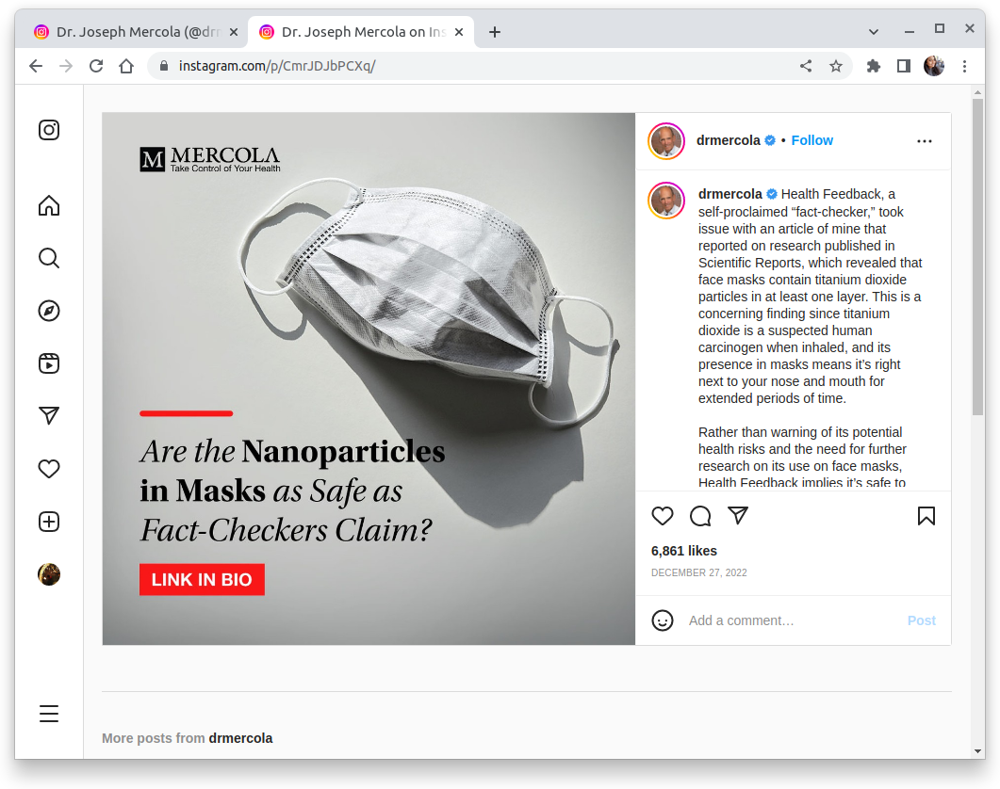 Dr. Joseph Mercola (@drm
Dr. Joseph Mercola on Ins
instagram.com/p/CmrJDJbPCXq/
M MERCOLA
Take Control of Your Health
Are the Nanoparticles
in Masks as Safe as
Fact-Checkers Claim?
LINK IN BIO
drmercola • Follow
drmercola Health Feedback, a
self-proclaimed “fact-checker,” took
issue with an article of mine that
reported on research published in
Scientific Reports, which revealed that
face masks contain titanium dioxide
particles in at least one layer. This is a
concerning finding since titanium
dioxide is a suspected human
carcinogen when inhaled, and its
presence in masks means it’s right
next to your nose and mouth for
extended periods of time.
Rather than warning of its potential
health risks and the need for further
research on its use on face masks,
Health Feedback implies it’s safe to
6,861 likes
DECEMBER 27, 2022
Add a comment…
Post
More posts from drmercola